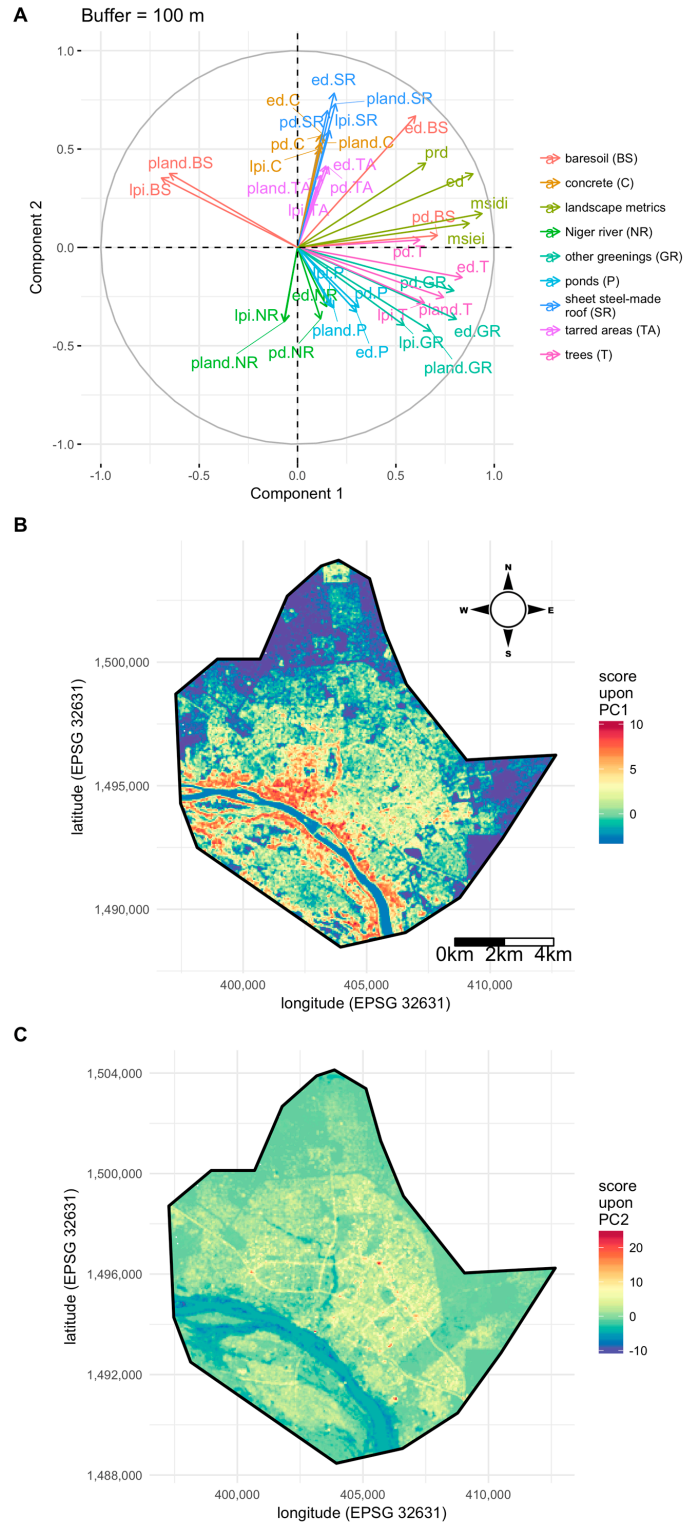 A
Buffer = 100 m
Component 2
1.0
0.5
0.0
-0.5
-1.0
ed.SR
ed.C
pland.SR
pd.SR
lpi.SR
ed.BS
pd.C
pland.C
prd
lpi.C
ed.TA
pland.BS
pland.TA
pd.TA
ed
lpi.BS
lpi.TA
msidi
pd.BS
msiei
pd.T
lpi.P
ed.T
pd.GR
ed.NR
pd.P
lpi.NR
lpi.T
pland.T
pland.P
ed.GR
pd.NR
ed.P
lpi.GR
pland.NR
pland.GR
-1.0 -0.5 0.0 0.5 1.0
Component 1
baresoil (BS)
concrete (C)
landscape metrics
Niger river (NR)
other greenings (GR)
ponds (P)
sheet steel-made
roof (SR)
tarred areas (TA)
trees (T)
B
latitude (EPSG 32631)
1,500,000
1,495,000
1,490,000
N
W E
S
0km 2km 4km
400,000 405,000 410,000
longitude (EPSG 32631)
score
upon
PC1
10
5
0
C
latitude (EPSG 32631)
1,504,000
1,500,000
1,496,000
1,492,000
1,488,000
400,000 405,000 410,000
longitude (EPSG 32631)
score
upon
PC2
20
10
0
-10